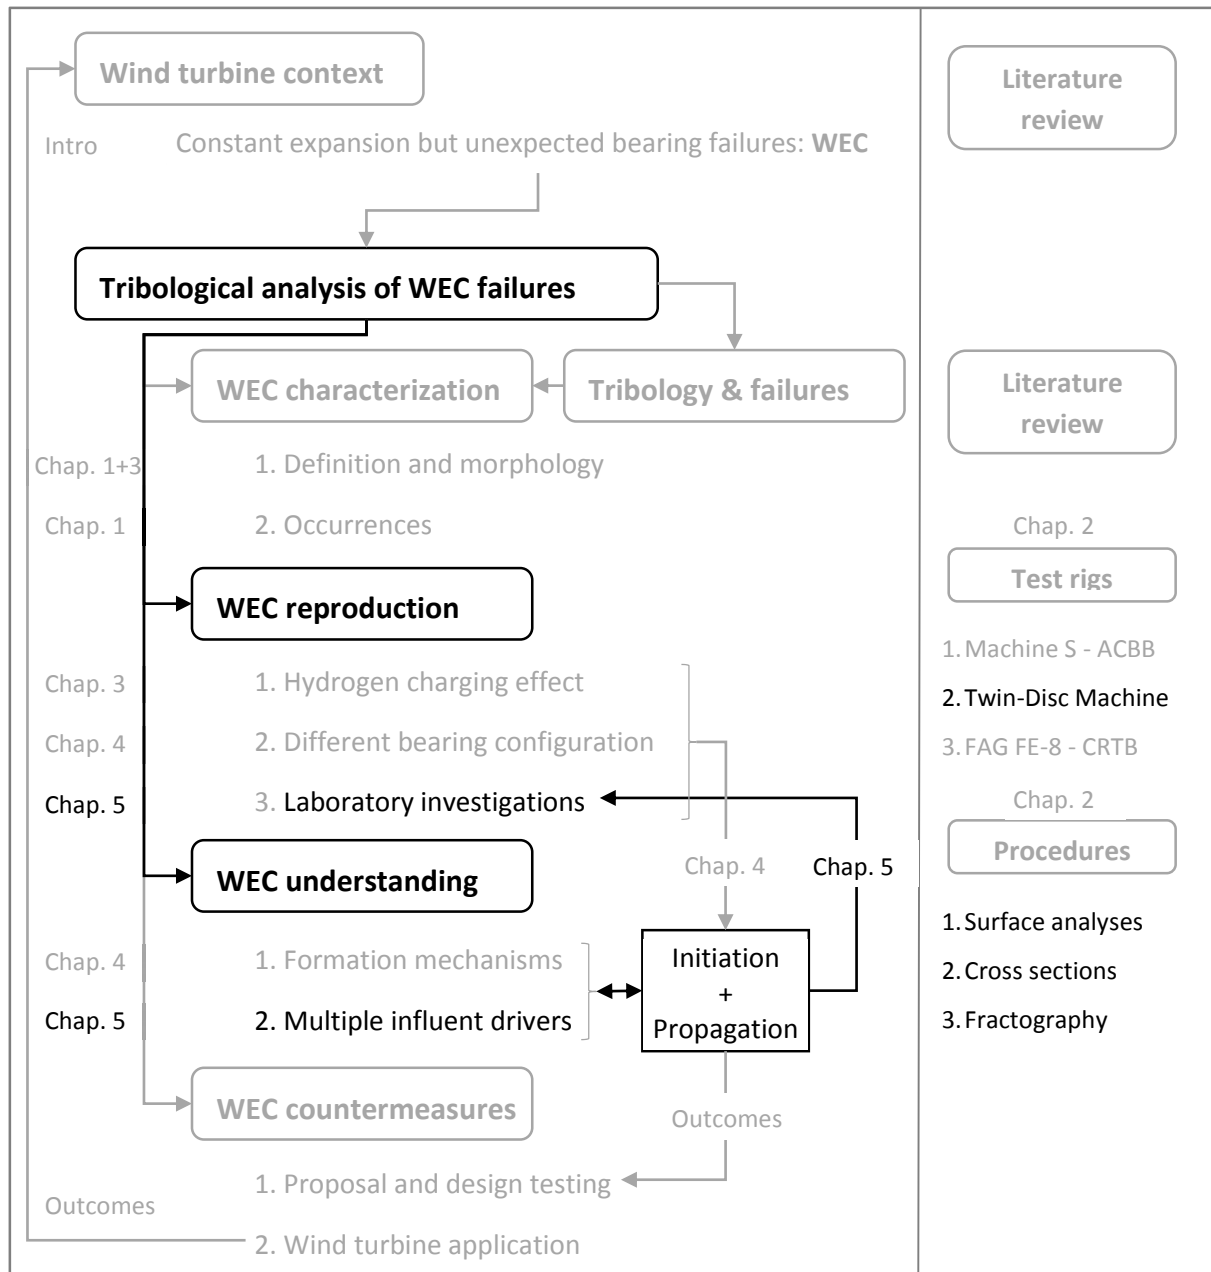 Wind turbine context
Intro
Constant expansion but unexpected bearing failures: WEC
Tribological analysis of WEC failures
WEC characterization
Tribology & failures
Chap. 1+3
1. Definition and morphology
Chap. 1
2. Occurrences
WEC reproduction
Chap. 3
1. Hydrogen charging effect
Chap. 4
2. Different bearing configuration
Chap. 5
3. Laboratory investigations
WEC understanding
Chap. 4
Chap. 5
Chap. 4
1. Formation mechanisms
Chap. 5
2. Multiple influent drivers
Initiation
+
Propagation
WEC countermeasures
Outcomes
1. Proposal and design testing
Outcomes
2. Wind turbine application
Literature
review
Literature
review
Chap. 2
Test rigs
1. Machine S - ACBB
2. Twin-Disc Machine
3. FAG FE-8 - CRTB
Chap. 2
Procedures
1. Surface analyses
2. Cross sections
3. Fractography